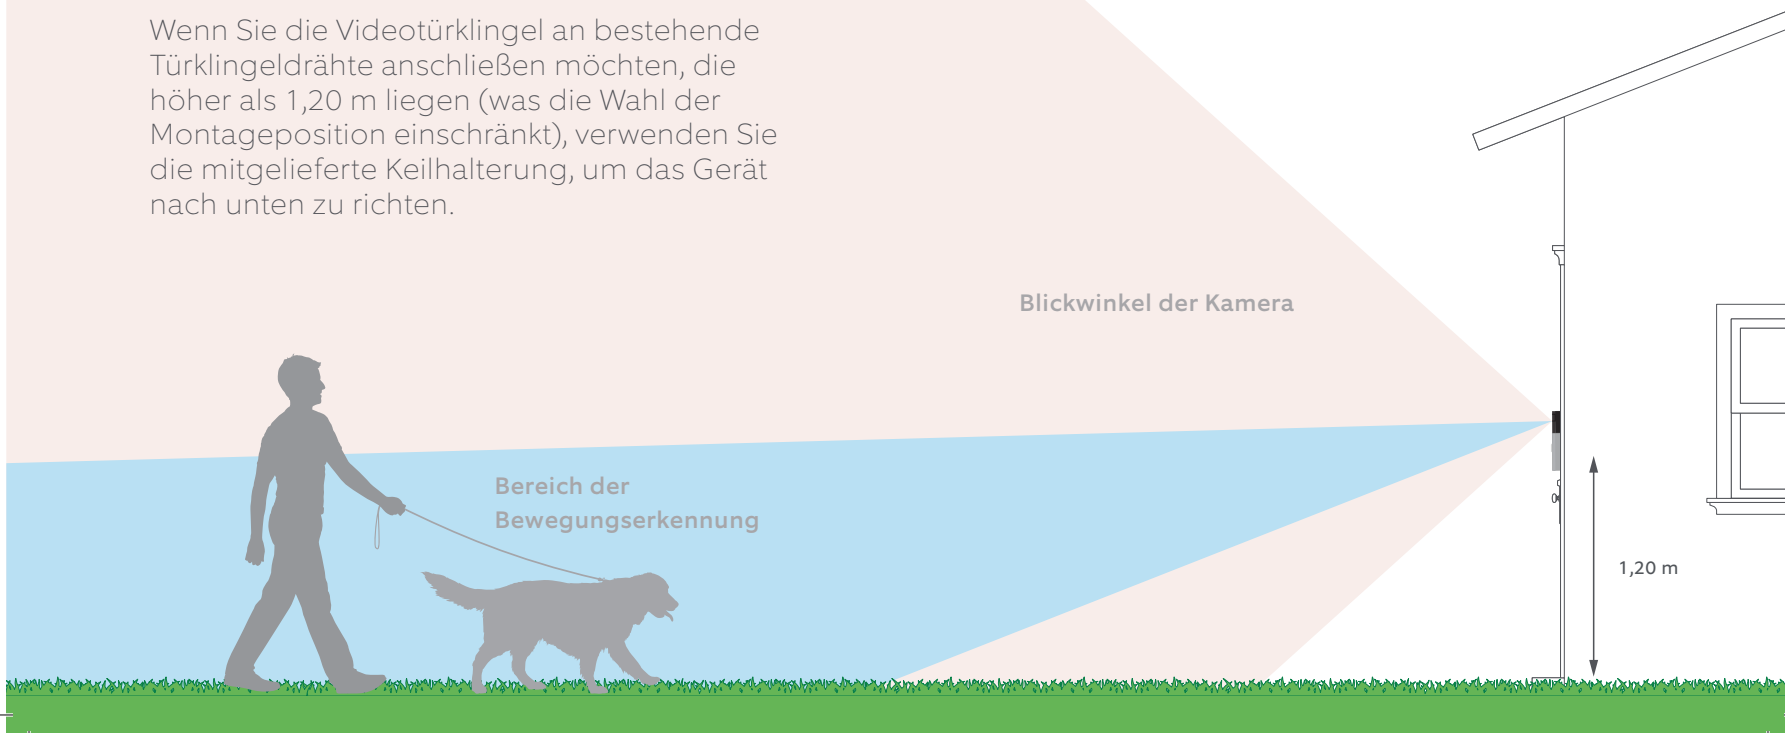 Wenn Sie die Videotürklingel an bestehende
Türklingeldrähte anschließen möchten, die
höher als 1,20 m liegen (was die Wahl der
Montageposition einschränkt), verwenden Sie
die mitgelieferte Keilhalterung, um das Gerät
nach unten zu richten.
Blickwinkel der Kamera
Bereich der
Bewegungserkennung
1,20 m